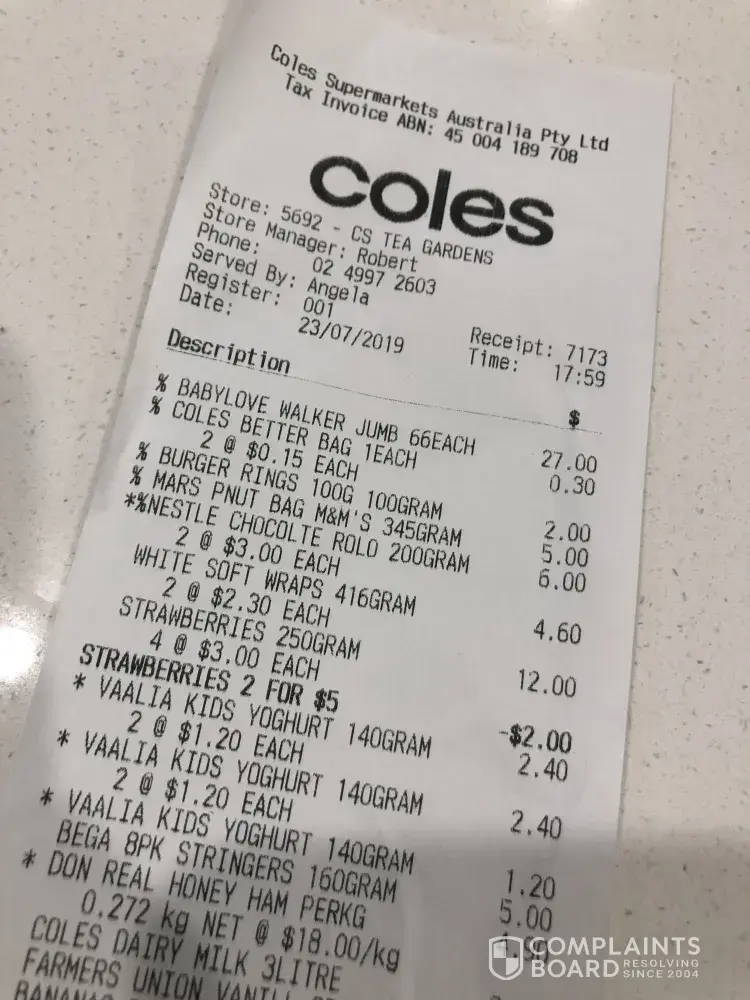 Coles Supermarkets Australia Pty Ltd
Tax Invoice ABN: 45 004 189 708
coles
Store: 5692 - CS TEA GARDENS
Store Manager: Robert
Phone: 02 4997 2603
Served By: Angela
Register: 001 Receipt: 7173
Date: 23/07/2019 Time: 17:59
Description $
% BABYLOVE WALKER JUMB 66EACH 27.00
% COLES BETTER BAG 1EACH 0.30
2 @ $0.15 EACH
% BURGER RINGS 100G 100GRAM 2.00
% MARS PNUT BAG M&M'S 345GRAM 5.00
*%NESTLE CHOCOLTE ROLO 200GRAM 6.00
2 @ $3.00 EACH
WHITE SOFT WRAPS 416GRAM 4.60
2 @ $2.30 EACH
STRAWBERRIES 250GRAM 12.00
4 @ $3.00 EACH
STRAWBERRIES 2 FOR $5 -$2.00
* VAALIA KIDS YOGHURT 140GRAM 2.40
2 @ $1.20 EACH
* VAALIA KIDS YOGHURT 140GRAM 2.40
2 @ $1.20 EACH
* VAALIA KIDS YOGHURT 140GRAM 1.20
BEGA 8PK STRINGERS 160GRAM 5.00
* DON REAL HONEY HAM PERKG
0.272 kg NET @ $18.00/kg
COLES DAIRY MILK 3LITRE
FARMERS UNION
COMPLAINTS
BOARD RESOLVING
SINCE 2004